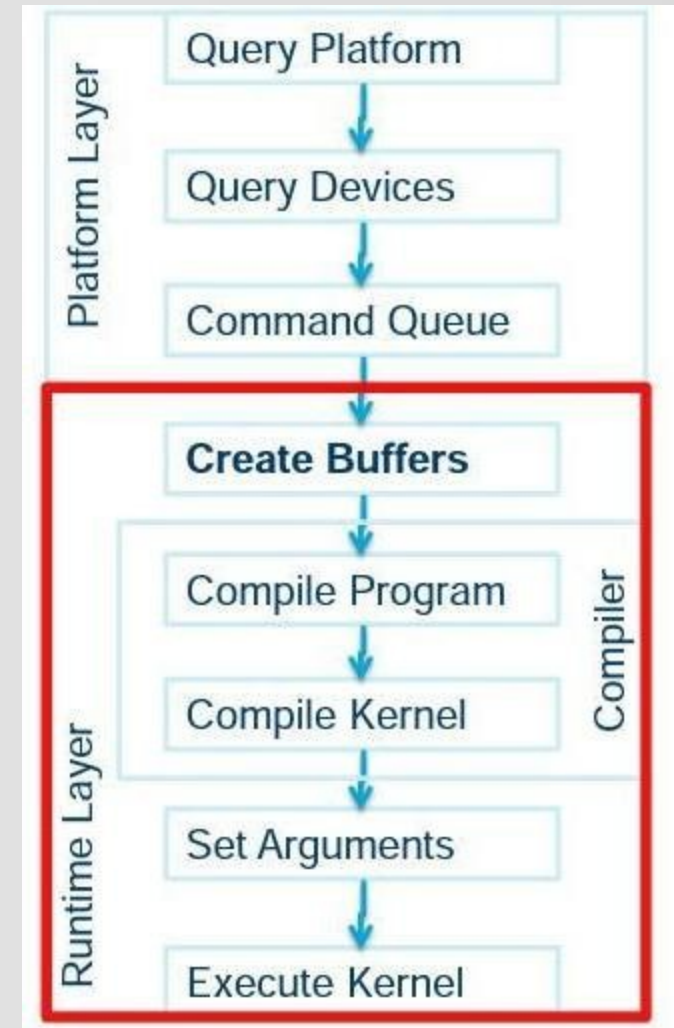 Platform Layer
Query Platform
Query Devices
Command Queue
Runtime Layer
Create Buffers
Compiler
Compile Program
Compile Kernel
Set Arguments
Execute Kernel